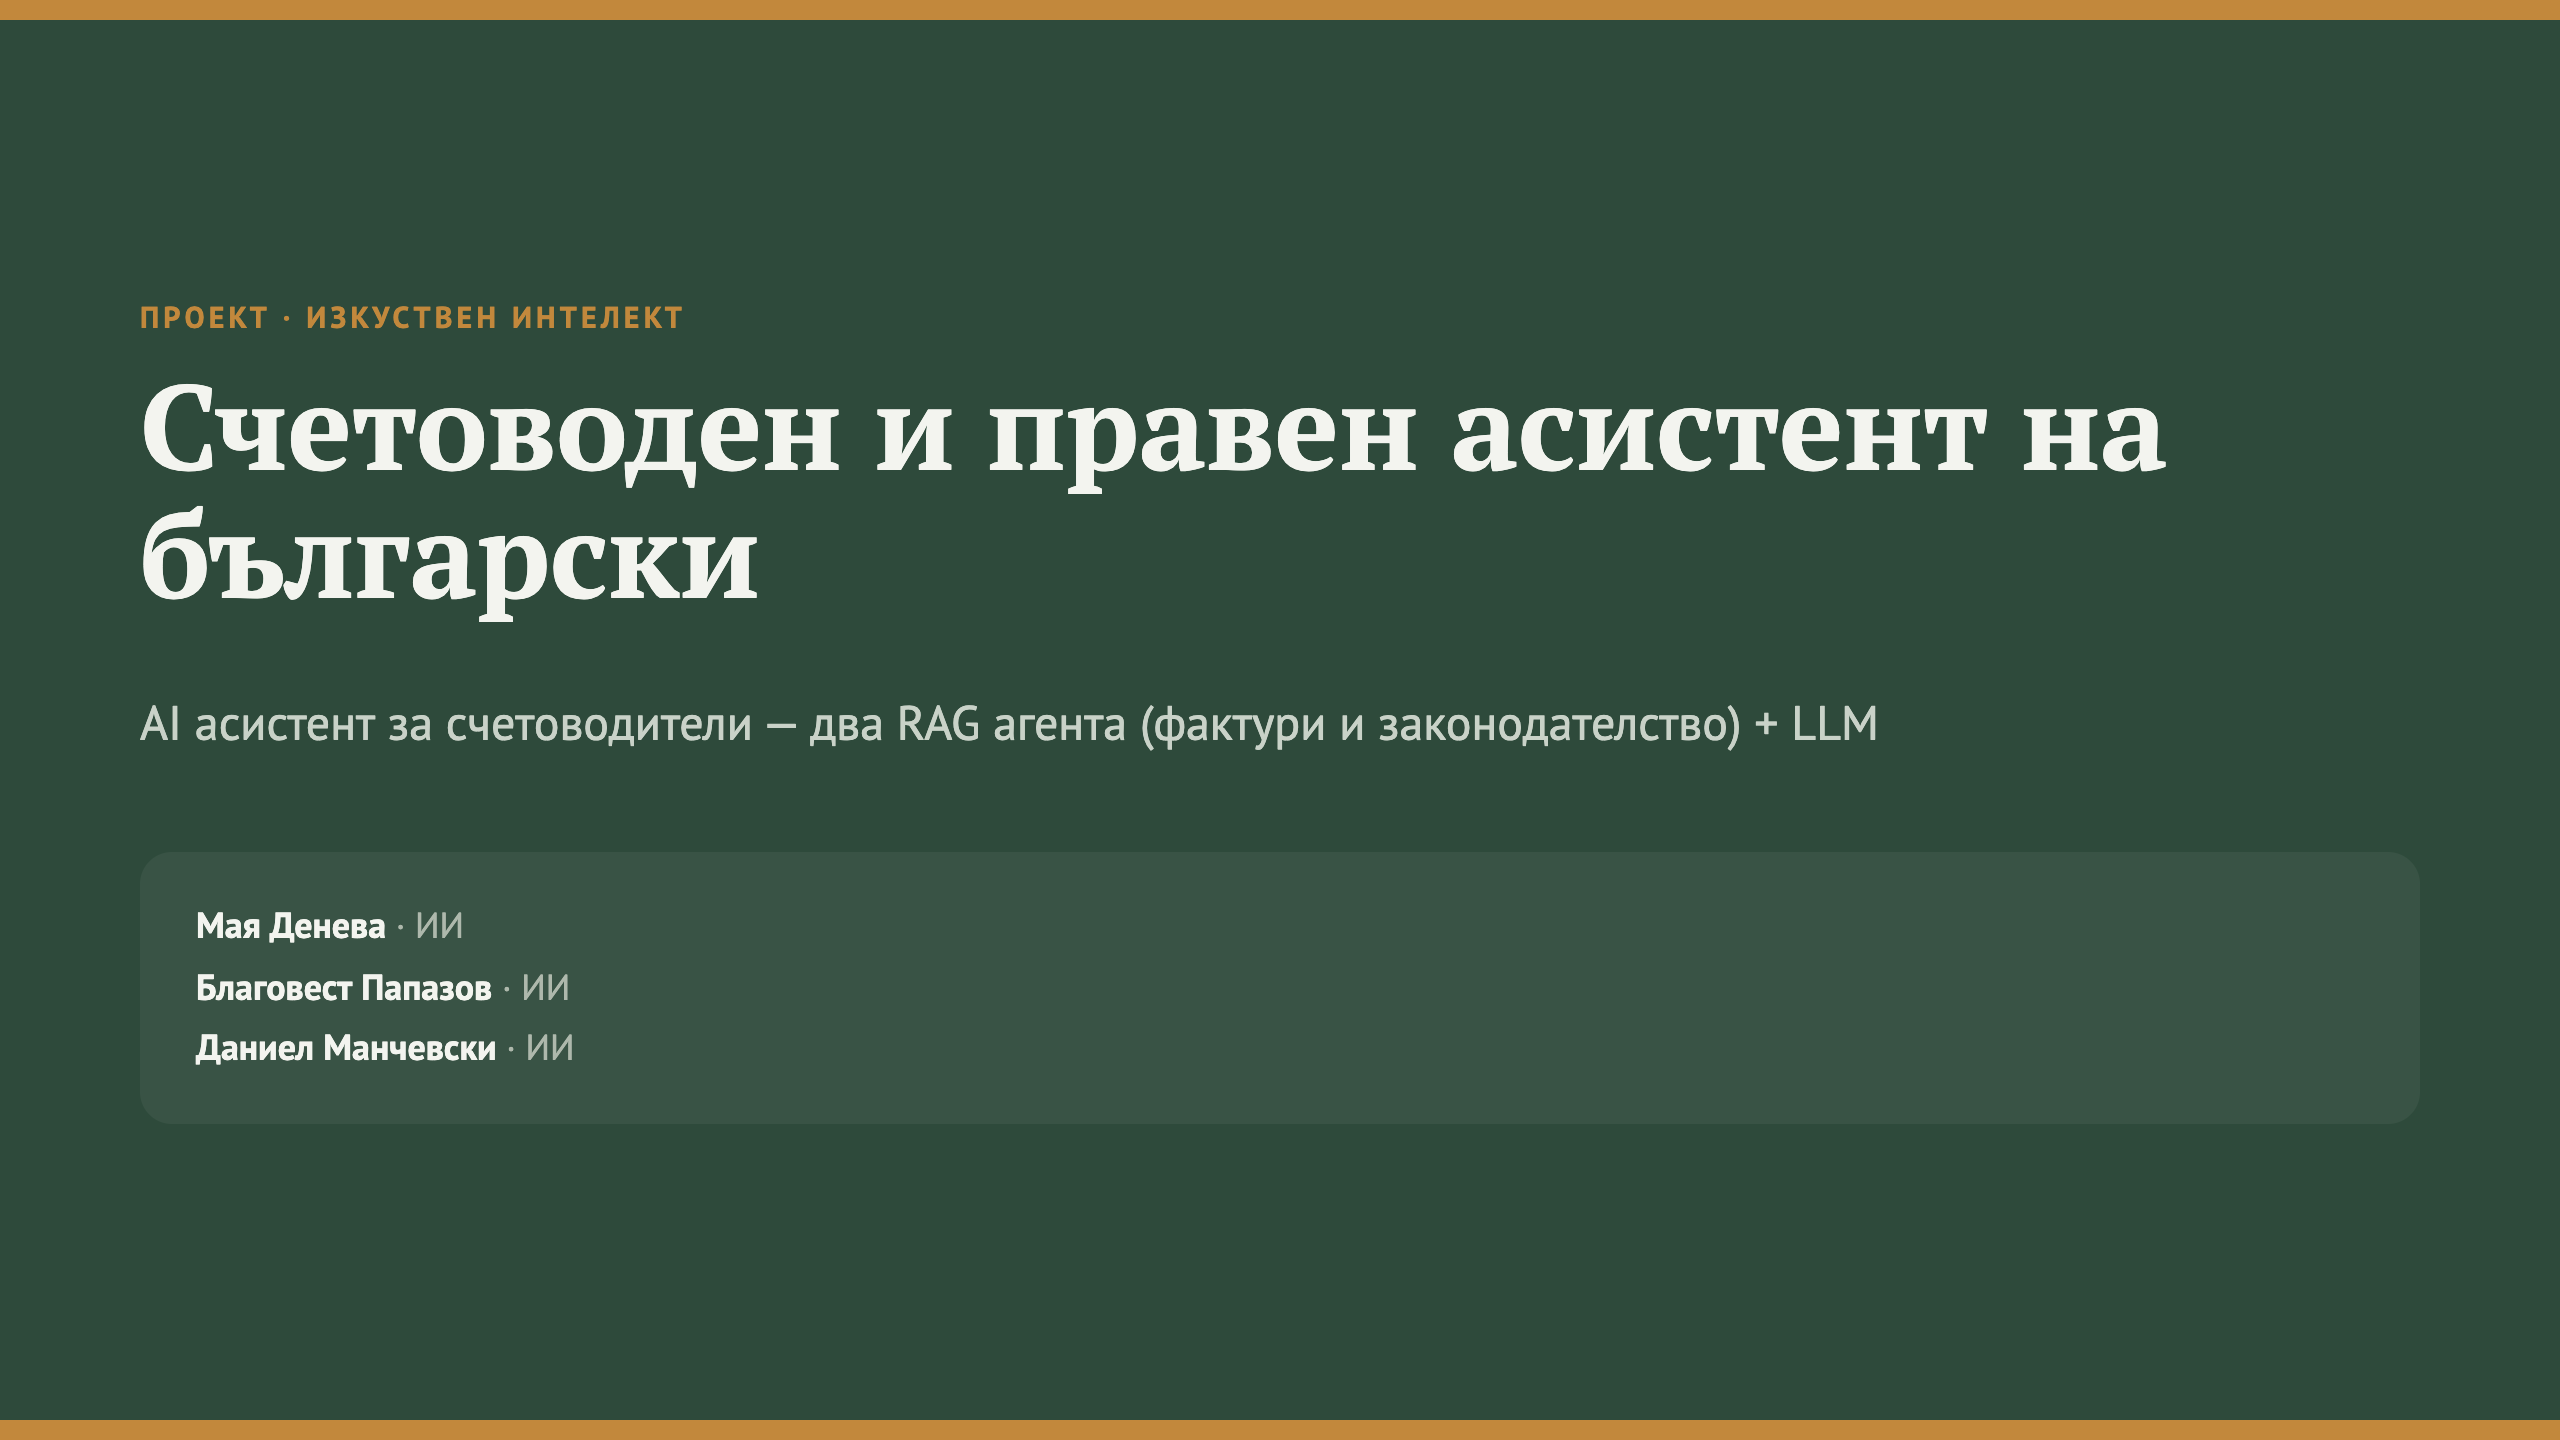 ПРОЕКТ · ИЗКУСТВЕН ИНТЕЛЕКТ
Счетоводен и правен асистент на
български
AI асистент за счетоводители — два RAG агента (фактури и законодателство) + LLM
Мая Денева · ИИ
Благовест Папазов · ИИ
Даниел Манчевски · ИИ